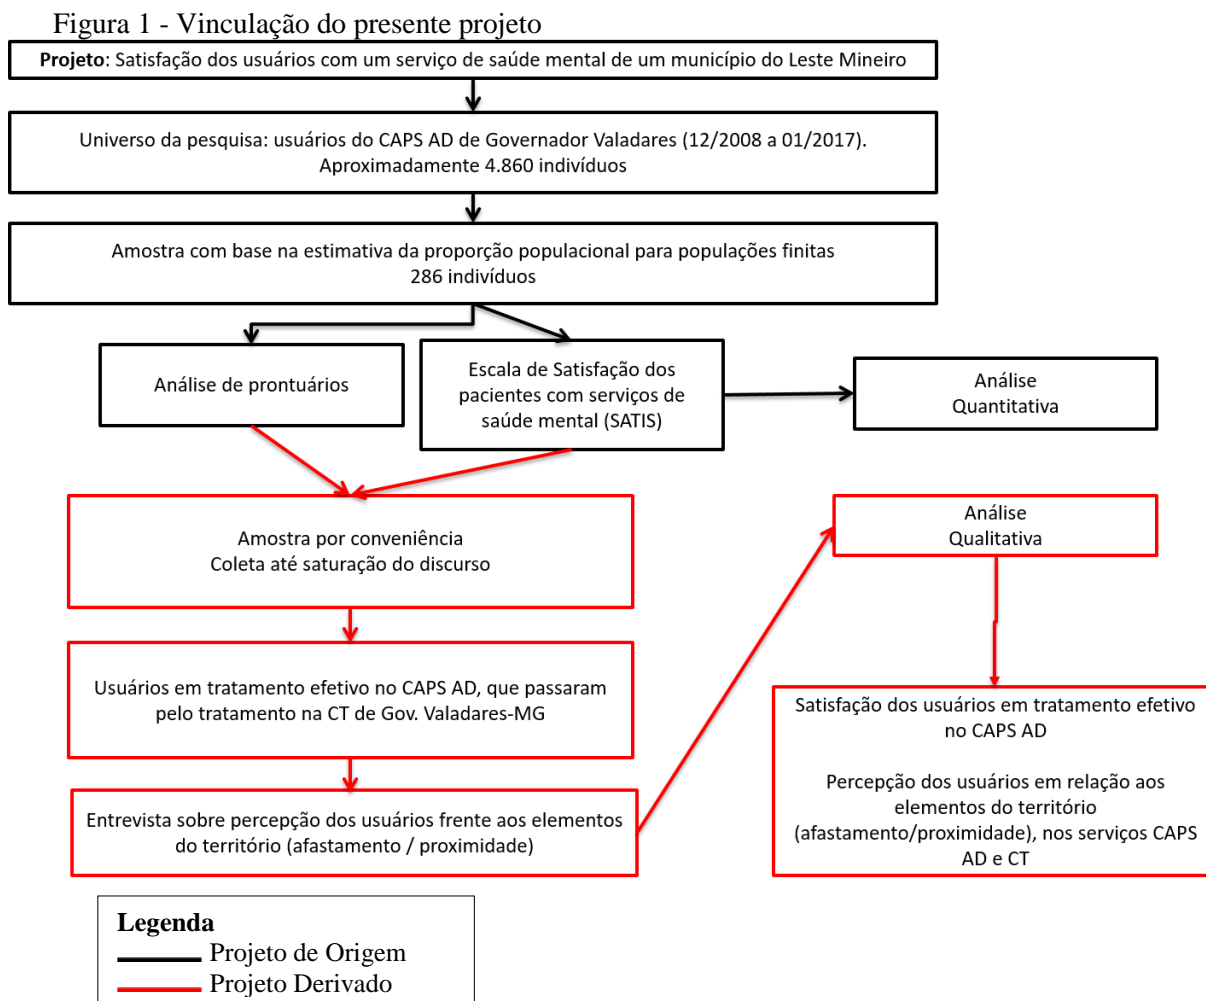 Figura 1 - Vinculação do presente projeto
Projeto: Satisfação dos usuários com um serviço de saúde mental de um município do Leste Mineiro
Universo da pesquisa: usuários do CAPS AD de Governador Valadares (12/2008 a 01/2017).
Aproximadamente 4.860 indivíduos
Amostra com base na estimativa da proporção populacional para populações finitas
286 indivíduos
Análise de prontuários
Escala de Satisfação dos
pacientes com serviços de
saúde mental (SATIS)
Análise
Quantitativa
Amostra por conveniência
Coleta até saturação do discurso
Análise
Qualitativa
Usuários em tratamento efetivo no CAPS AD, que passaram
pelo tratamento na CT de Gov. Valadares-MG
Entrevista sobre percepção dos usuários frente aos elementos
do território (afastamento / proximidade)
Satisfação dos usuários em tratamento efetivo
no CAPS AD
Percepção dos usuários em relação aos
elementos do território
(afastamento/proximidade), nos serviços CAPS
AD e CT
Legenda
Projeto de Origem
Projeto Derivado